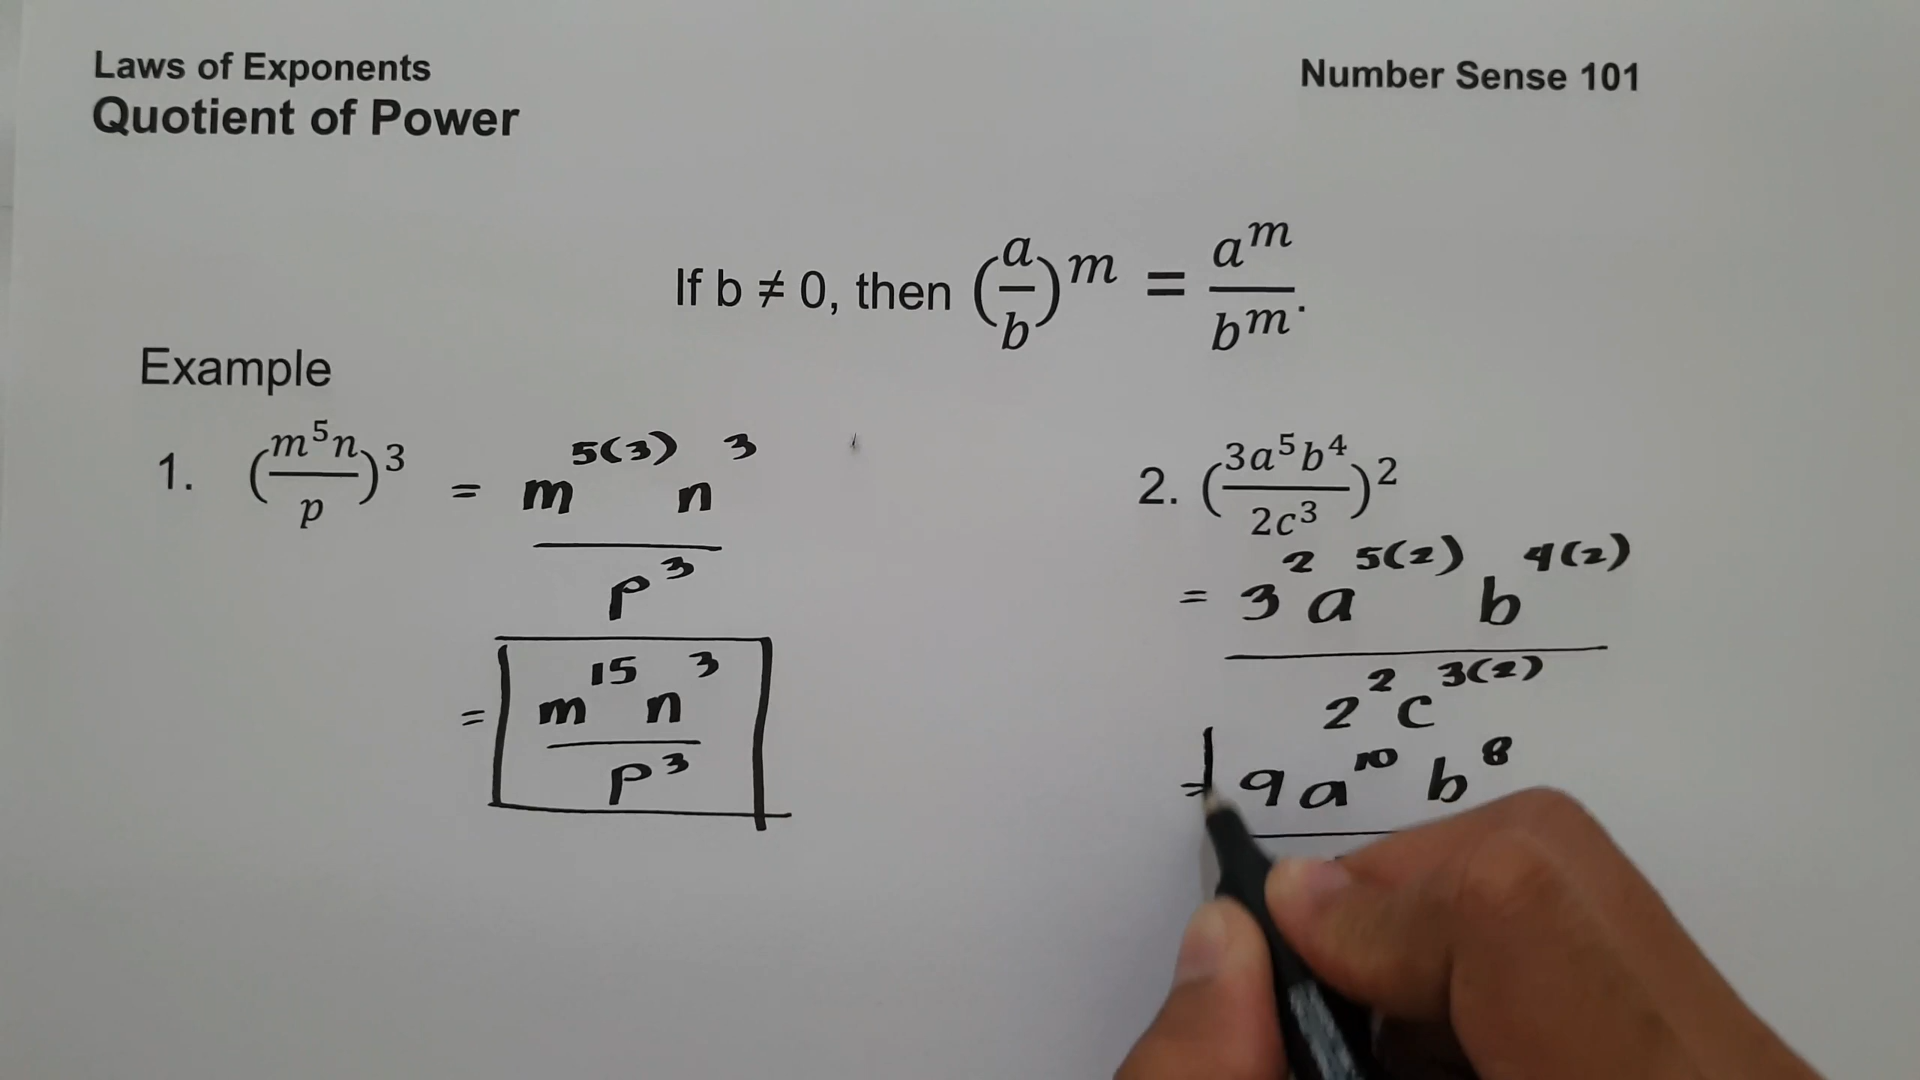 Laws of Exponents
Number Sense 101
Quotient of Power
If b ≠ 0, then (a/b)^m = a^m/b^m.
Example
1. (m^5n/p)^3 = m^5(3) n^3
p^3
= m^15 n^3
p^3
2. (3a^5b^4/2c^3)^2
= 3^2 a^5(2) b^4(2)
2^2 c^3(2)
= 9a^10 b^8